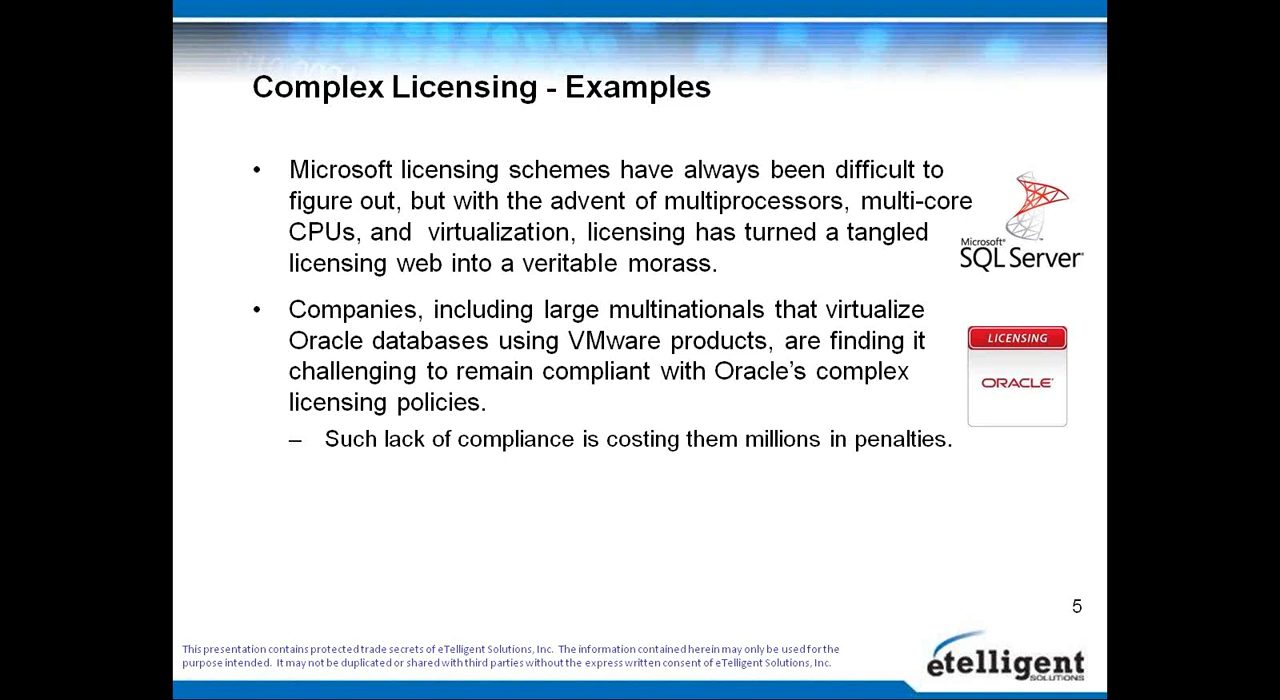 Complex Licensing - Examples
• Microsoft licensing schemes have always been difficult to
figure out, but with the advent of multiprocessors, multi-core
CPUs, and virtualization, licensing has turned a tangled
licensing web into a veritable morass.
Microsoft®
SQL Server®
• Companies, including large multinationals that virtualize
Oracle databases using VMware products, are finding it
challenging to remain compliant with Oracle's complex
licensing policies.
– Such lack of compliance is costing them millions in penalties.
LICENSING
ORACLE®
5
This presentation contains protected trade secrets of eTelligent Solutions, Inc. The information contained herein may only be used for the
purpose intended. It may not be duplicated or shared with third parties without the express written consent of eTelligent Solutions, Inc.
etelligent
SOLUTIONS